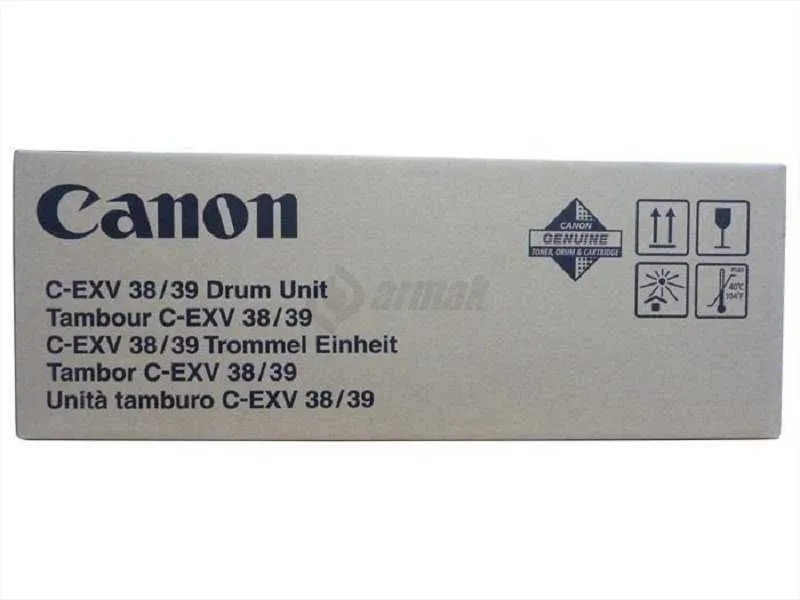 Canon
C-EXV 38/39 Drum Unit
Tambour C-EXV 38/39
C-EXV 38/39 Trommel Einheit
Tambor C-EXV 38/39
Unità tamburo C-EXV 38/39
CANON
GENUINE
TONER, DRUM & CARTRIDGE
armak
40°C
104°F